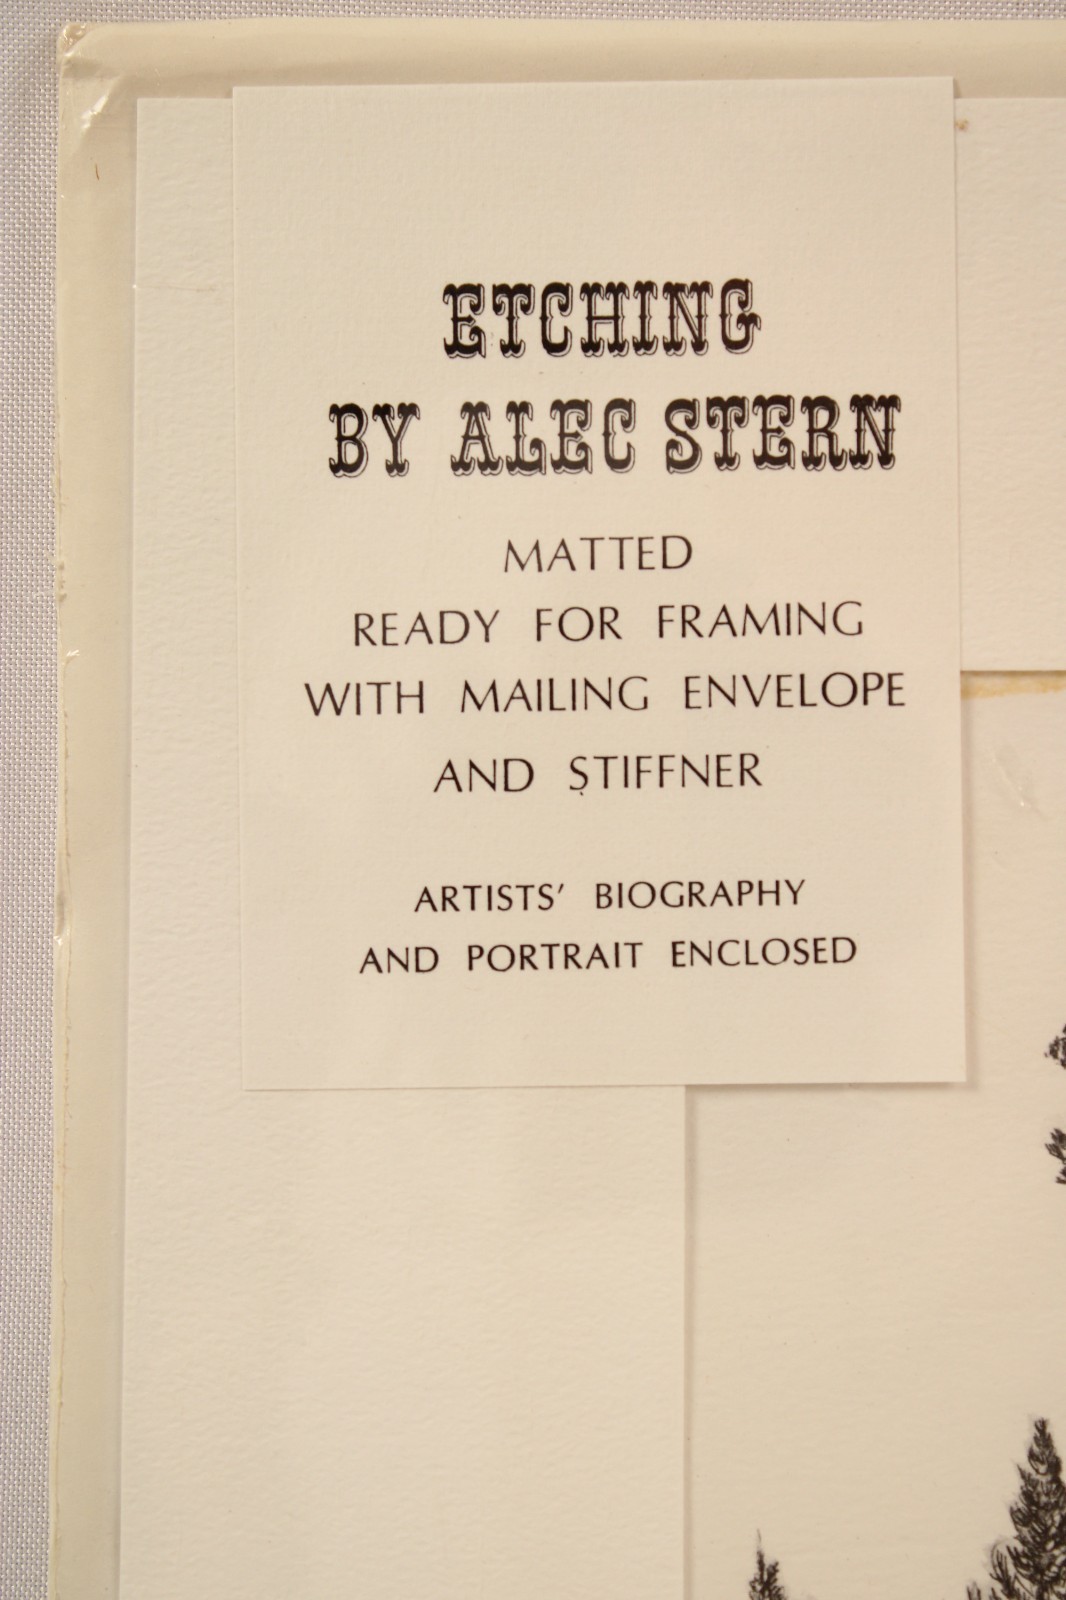 ETCHING
BY ALEC STERN
MATTED
READY FOR FRAMING
WITH MAILING ENVELOPE
AND STIFFNER
ARTISTS' BIOGRAPHY
AND PORTRAIT ENCLOSED